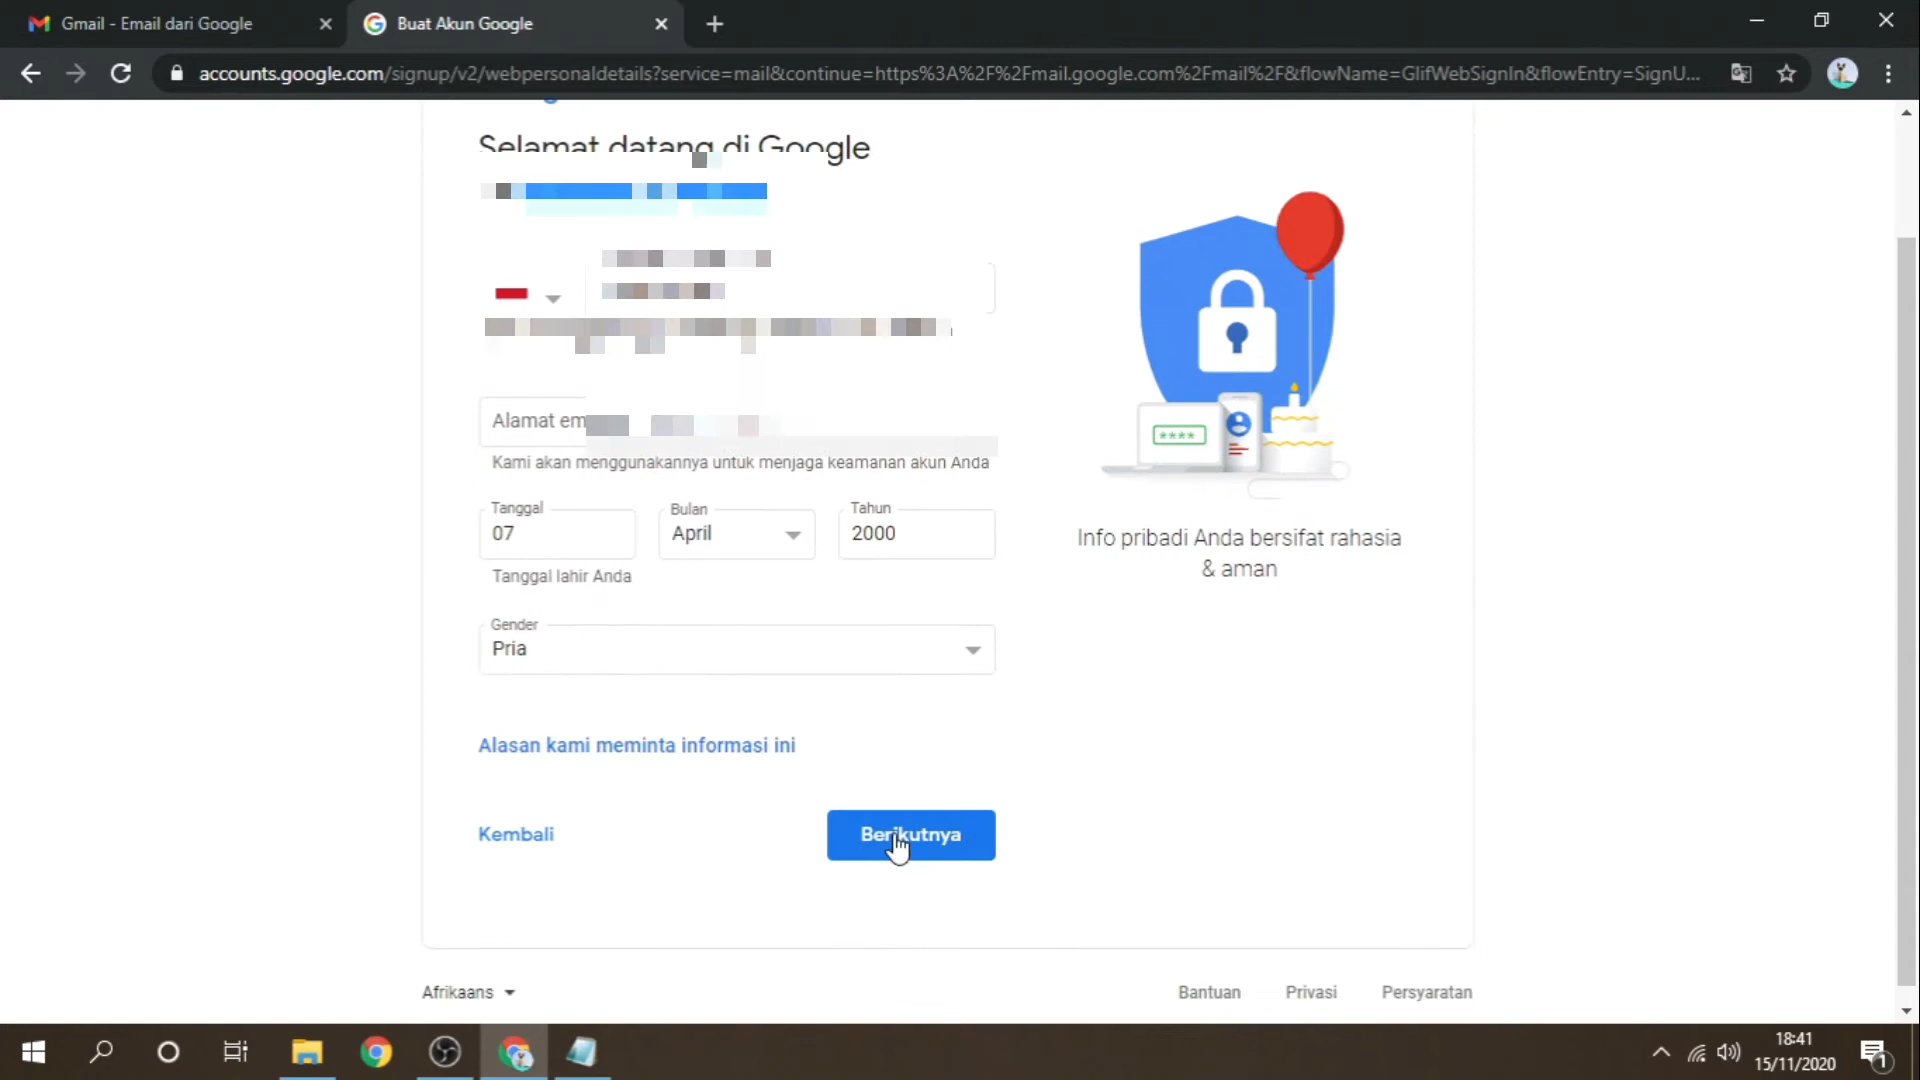 Gmail - Email dari Google
Buat Akun Google
accounts.google.com/signup/v2/webpersonaldetails?service=mail&continue=https%3A%2F%2Fmail.google.com%2Fmail%2F&flowName=GlifWebSignIn&flowEntry=SignU...
Selamat datang di Google
Alamat em
Kami akan menggunakannya untuk menjaga keamanan akun Anda
Tanggal
07
Bulan
April
Tahun
2000
Tanggal lahir Anda
Gender
Pria
Alasan kami meminta informasi ini
Kembali
Berikutnya
****
Info pribadi Anda bersifat rahasia
& aman
Afrikaans
Bantuan
Privasi
Persyaratan
18:41
15/11/2020
1